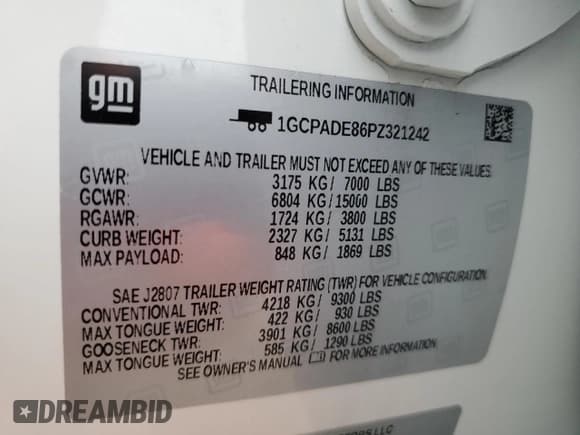 gm
TRAILERING INFORMATION
1GCPADE86PZ321242
VEHICLE AND TRAILER MUST NOT EXCEED ANY OF THESE VALUES.
GVWR: 3175 KG / 7000 LBS
GCWR: 6804 KG / 15000 LBS
RGAWR: 1724 KG / 3800 LBS
CURB WEIGHT: 2327 KG / 5131 LBS
MAX PAYLOAD: 848 KG / 1869 LBS
SAE J2807 TRAILER WEIGHT RATING (TWR) FOR VEHICLE CONFIGURATION.
CONVENTIONAL TWR: 4218 KG / 9300 LBS
MAX TONGUE WEIGHT: 422 KG / 930 LBS
GOOSENECK TWR: 3901 KG / 8600 LBS
MAX TONGUE WEIGHT: 585 KG / 1290 LBS
SEE OWNER'S MANUAL FOR MORE INFORMATION
DREAMBID
LLC